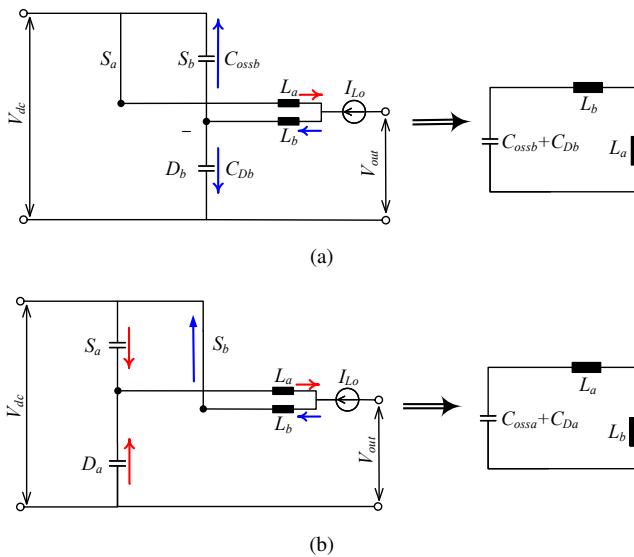 S_a S_b C_ossb
L_a I_Lo
L_b
V_dc
–
L_b
C_ossb+C_Db L_a
D_b C_Db
V_out
(a)
S_a S_b
L_a I_Lo
L_b
V_dc
L_a
C_ossa+C_Da L_b
D_a
V_out
(b)